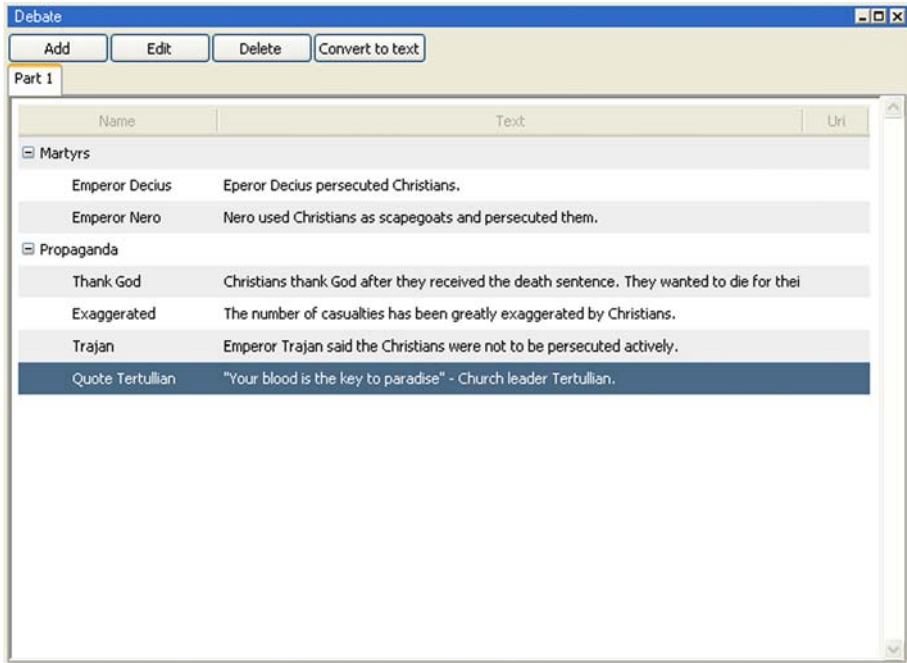 Debate
Add Edit Delete Convert to text
Part 1
Name Text Uri
Martyrs
Emperor Decius Eperor Decius persecuted Christians.
Emperor Nero Nero used Christians as scapegoats and persecuted them.
Propaganda
Thank God Christians thank God after they received the death sentence. They wanted to die for thei
Exaggerated The number of casualties has been greatly exaggerated by Christians.
Trajan Emperor Trajan said the Christians were not to be persecuted actively.
Quote Tertullian "Your blood is the key to paradise" - Church leader Tertullian.